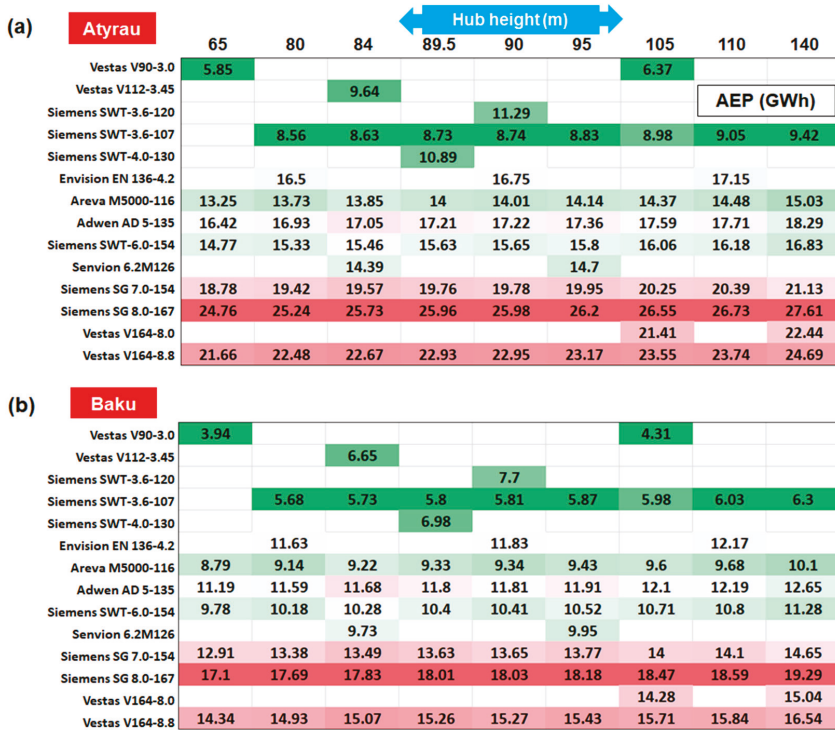 (a) Atyrau Hub height (m)
65 80 84 89.5 90 95 105 110 140
Vestas V90-3.0 5.85 6.37
Vestas V112-3.45 9.64
AEP (GWh)
Siemens SWT-3.6-120 11.29
Siemens SWT-3.6-107 8.56 8.63 8.73 8.74 8.83 8.98 9.05 9.42
Siemens SWT-4.0-130 10.89
Envision EN 136-4.2 16.5 16.75 17.15
Areva M5000-116 13.25 13.73 13.85 14 14.01 14.14 14.37 14.48 15.03
Adwen AD 5-135 16.42 16.93 17.05 17.21 17.22 17.36 17.59 17.71 18.29
Siemens SWT-6.0-154 14.77 15.33 15.46 15.63 15.65 15.8 16.06 16.18 16.83
Senvion 6.2M126 14.39 14.7
Siemens SG 7.0-154 18.78 19.42 19.57 19.76 19.78 19.95 20.25 20.39 21.13
Siemens SG 8.0-167 24.76 25.24 25.73 25.96 25.98 26.2 26.55 26.73 27.61
Vestas V164-8.0 21.41 22.44
Vestas V164-8.8 21.66 22.48 22.67 22.93 22.95 23.17 23.55 23.74 24.69
(b) Baku
Vestas V90-3.0 3.94 4.31
Vestas V112-3.45 6.65
Siemens SWT-3.6-120 7.7
Siemens SWT-3.6-107 5.68 5.73 5.8 5.81 5.87 5.98 6.03 6.3
Siemens SWT-4.0-130 6.98
Envision EN 136-4.2 11.63 11.83 12.17
Areva M5000-116 8.79 9.14 9.22 9.33 9.34 9.43 9.6 9.68 10.1
Adwen AD 5-135 11.19 11.59 11.68 11.8 11.81 11.91 12.1 12.19 12.65
Siemens SWT-6.0-154 9.78 10.18 10.28 10.4 10.41 10.52 10.71 10.8 11.28
Senvion 6.2M126 9.73 9.95
Siemens SG 7.0-154 12.91 13.38 13.49 13.63 13.65 13.77 14 14.1 14.65
Siemens SG 8.0-167 17.1 17.69 17.83 18.01 18.03 18.18 18.47 18.59 19.29
Vestas V164-8.0 14.28 15.04
Vestas V164-8.8 14.34 14.93 15.07 15.26 15.27 15.43 15.71 15.84 16.54